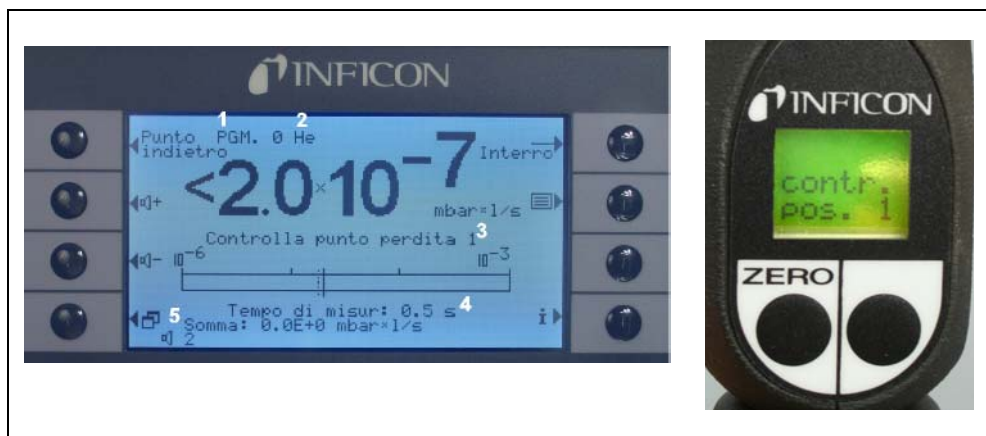 INFICON
1 2
Punto PGM. 0 He
indietro
Interro
<2.0×10⁻⁷
+
mbar×l/s
Controlla punto perdita 1 3
-
10⁻⁶ 10⁻³
Tempo di misur: 0.5 s 4
5 Somma: 0.0E+0 mbar×l/s
2
i
INFICON
contr.
pos. 1
ZERO